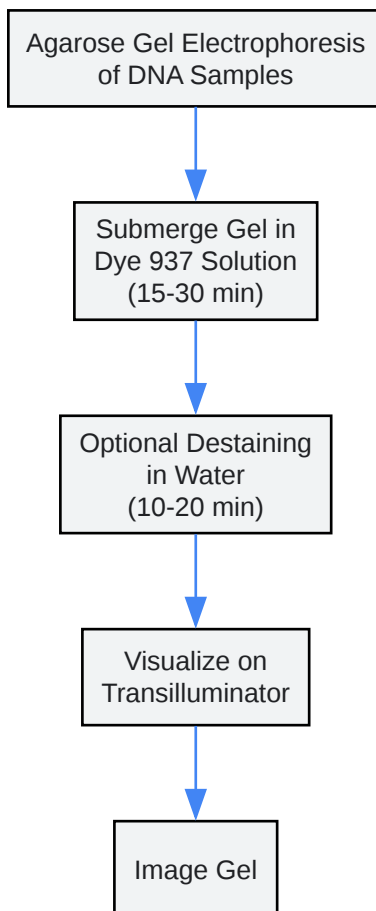 Agarose Gel Electrophoresis
of DNA Samples
Submerge Gel in
Dye 937 Solution
(15-30 min)
Optional Destaining
in Water
(10-20 min)
Visualize on
Transilluminator
Image Gel